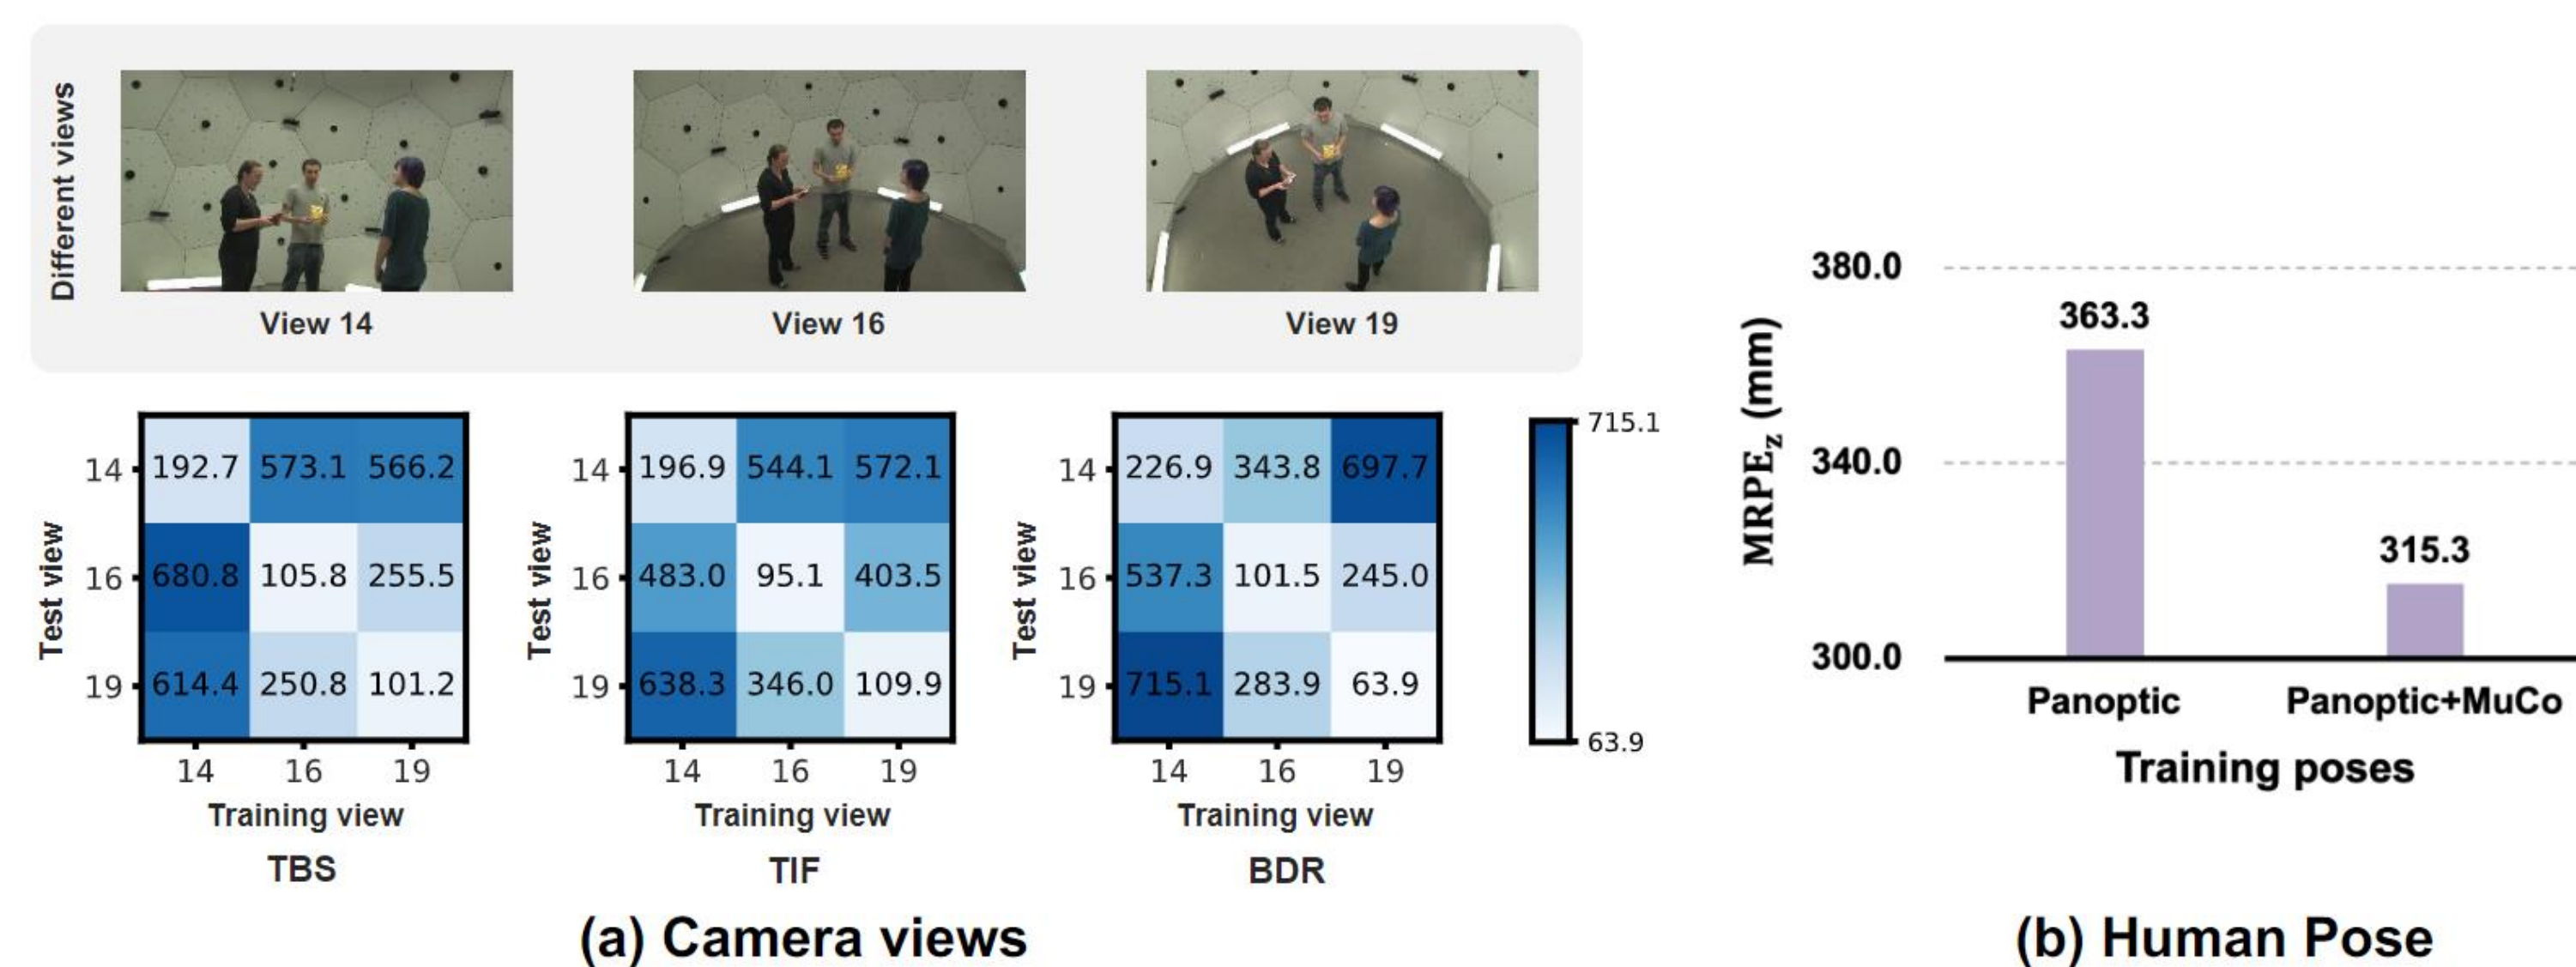 Different views
View 14
View 16
View 19
Test view
14
192.7 573.1 566.2
16
680.8 105.8 255.5
19
614.4 250.8 101.2
14 16 19
Training view
TBS
Test view
14
196.9 544.1 572.1
16
483.0 95.1 403.5
19
638.3 346.0 109.9
14 16 19
Training view
TIF
Test view
14
226.9 343.8 697.7
16
537.3 101.5 245.0
19
715.1 283.9 63.9
14 16 19
Training view
BDR
715.1
63.9
(a) Camera views
MRPEz (mm)
380.0
340.0
300.0
363.3
315.3
Panoptic
Panoptic+MuCo
Training poses
(b) Human Pose